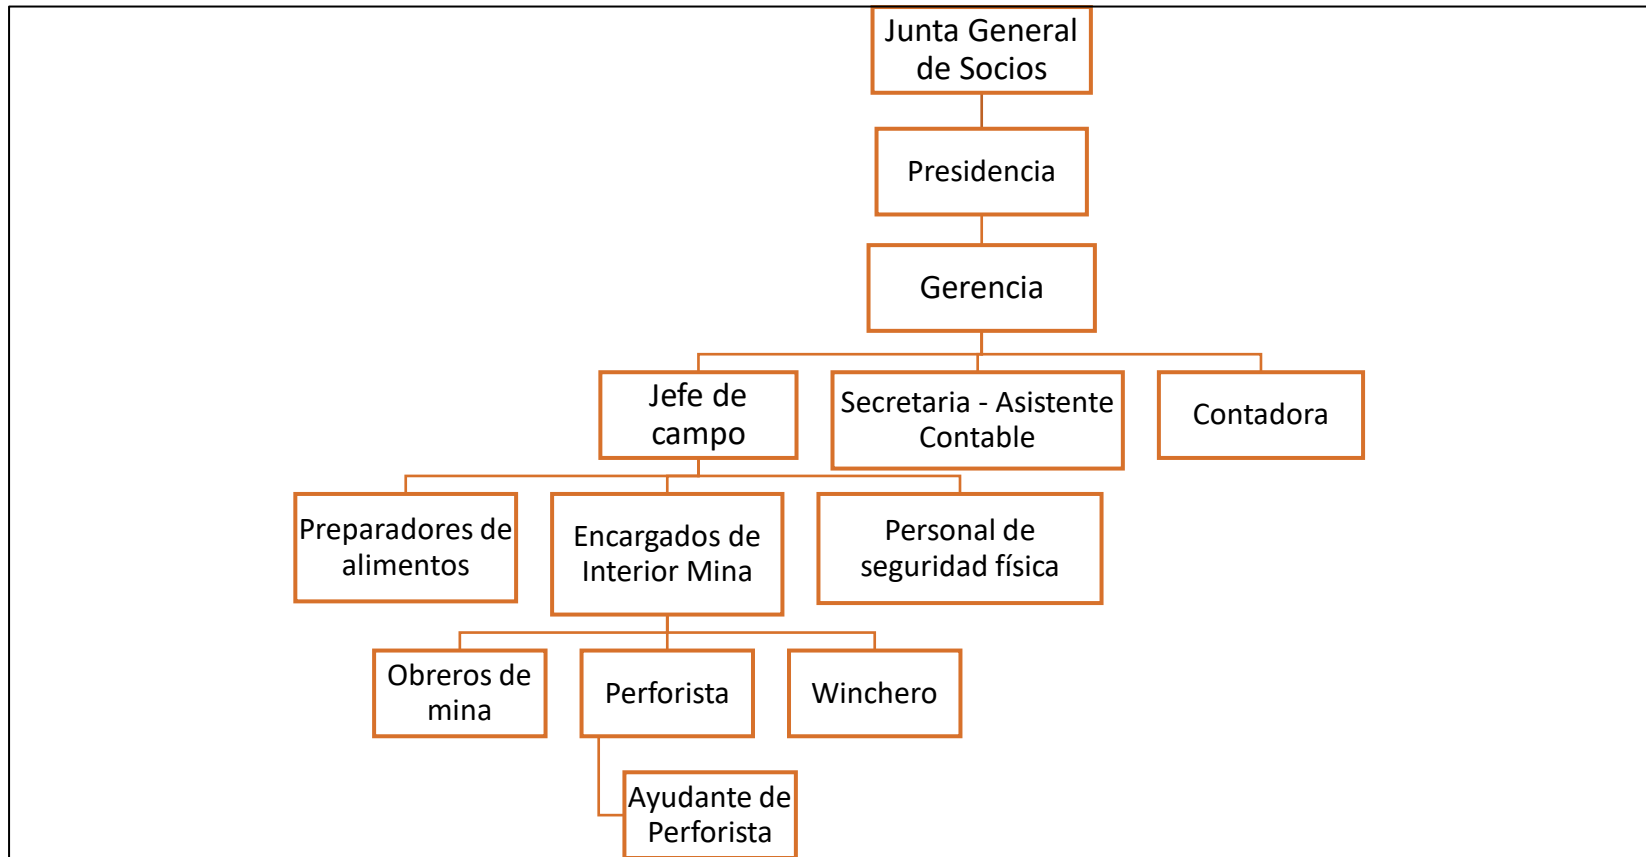 Junta General
de Socios
Presidencia
Gerencia
Jefe de
campo
Secretaria - Asistente
Contable
Contadora
Preparadores de
alimentos
Encargados de
Interior Mina
Personal de
seguridad física
Obreros de
mina
Perforista
Winchero
Ayudante de
Perforista